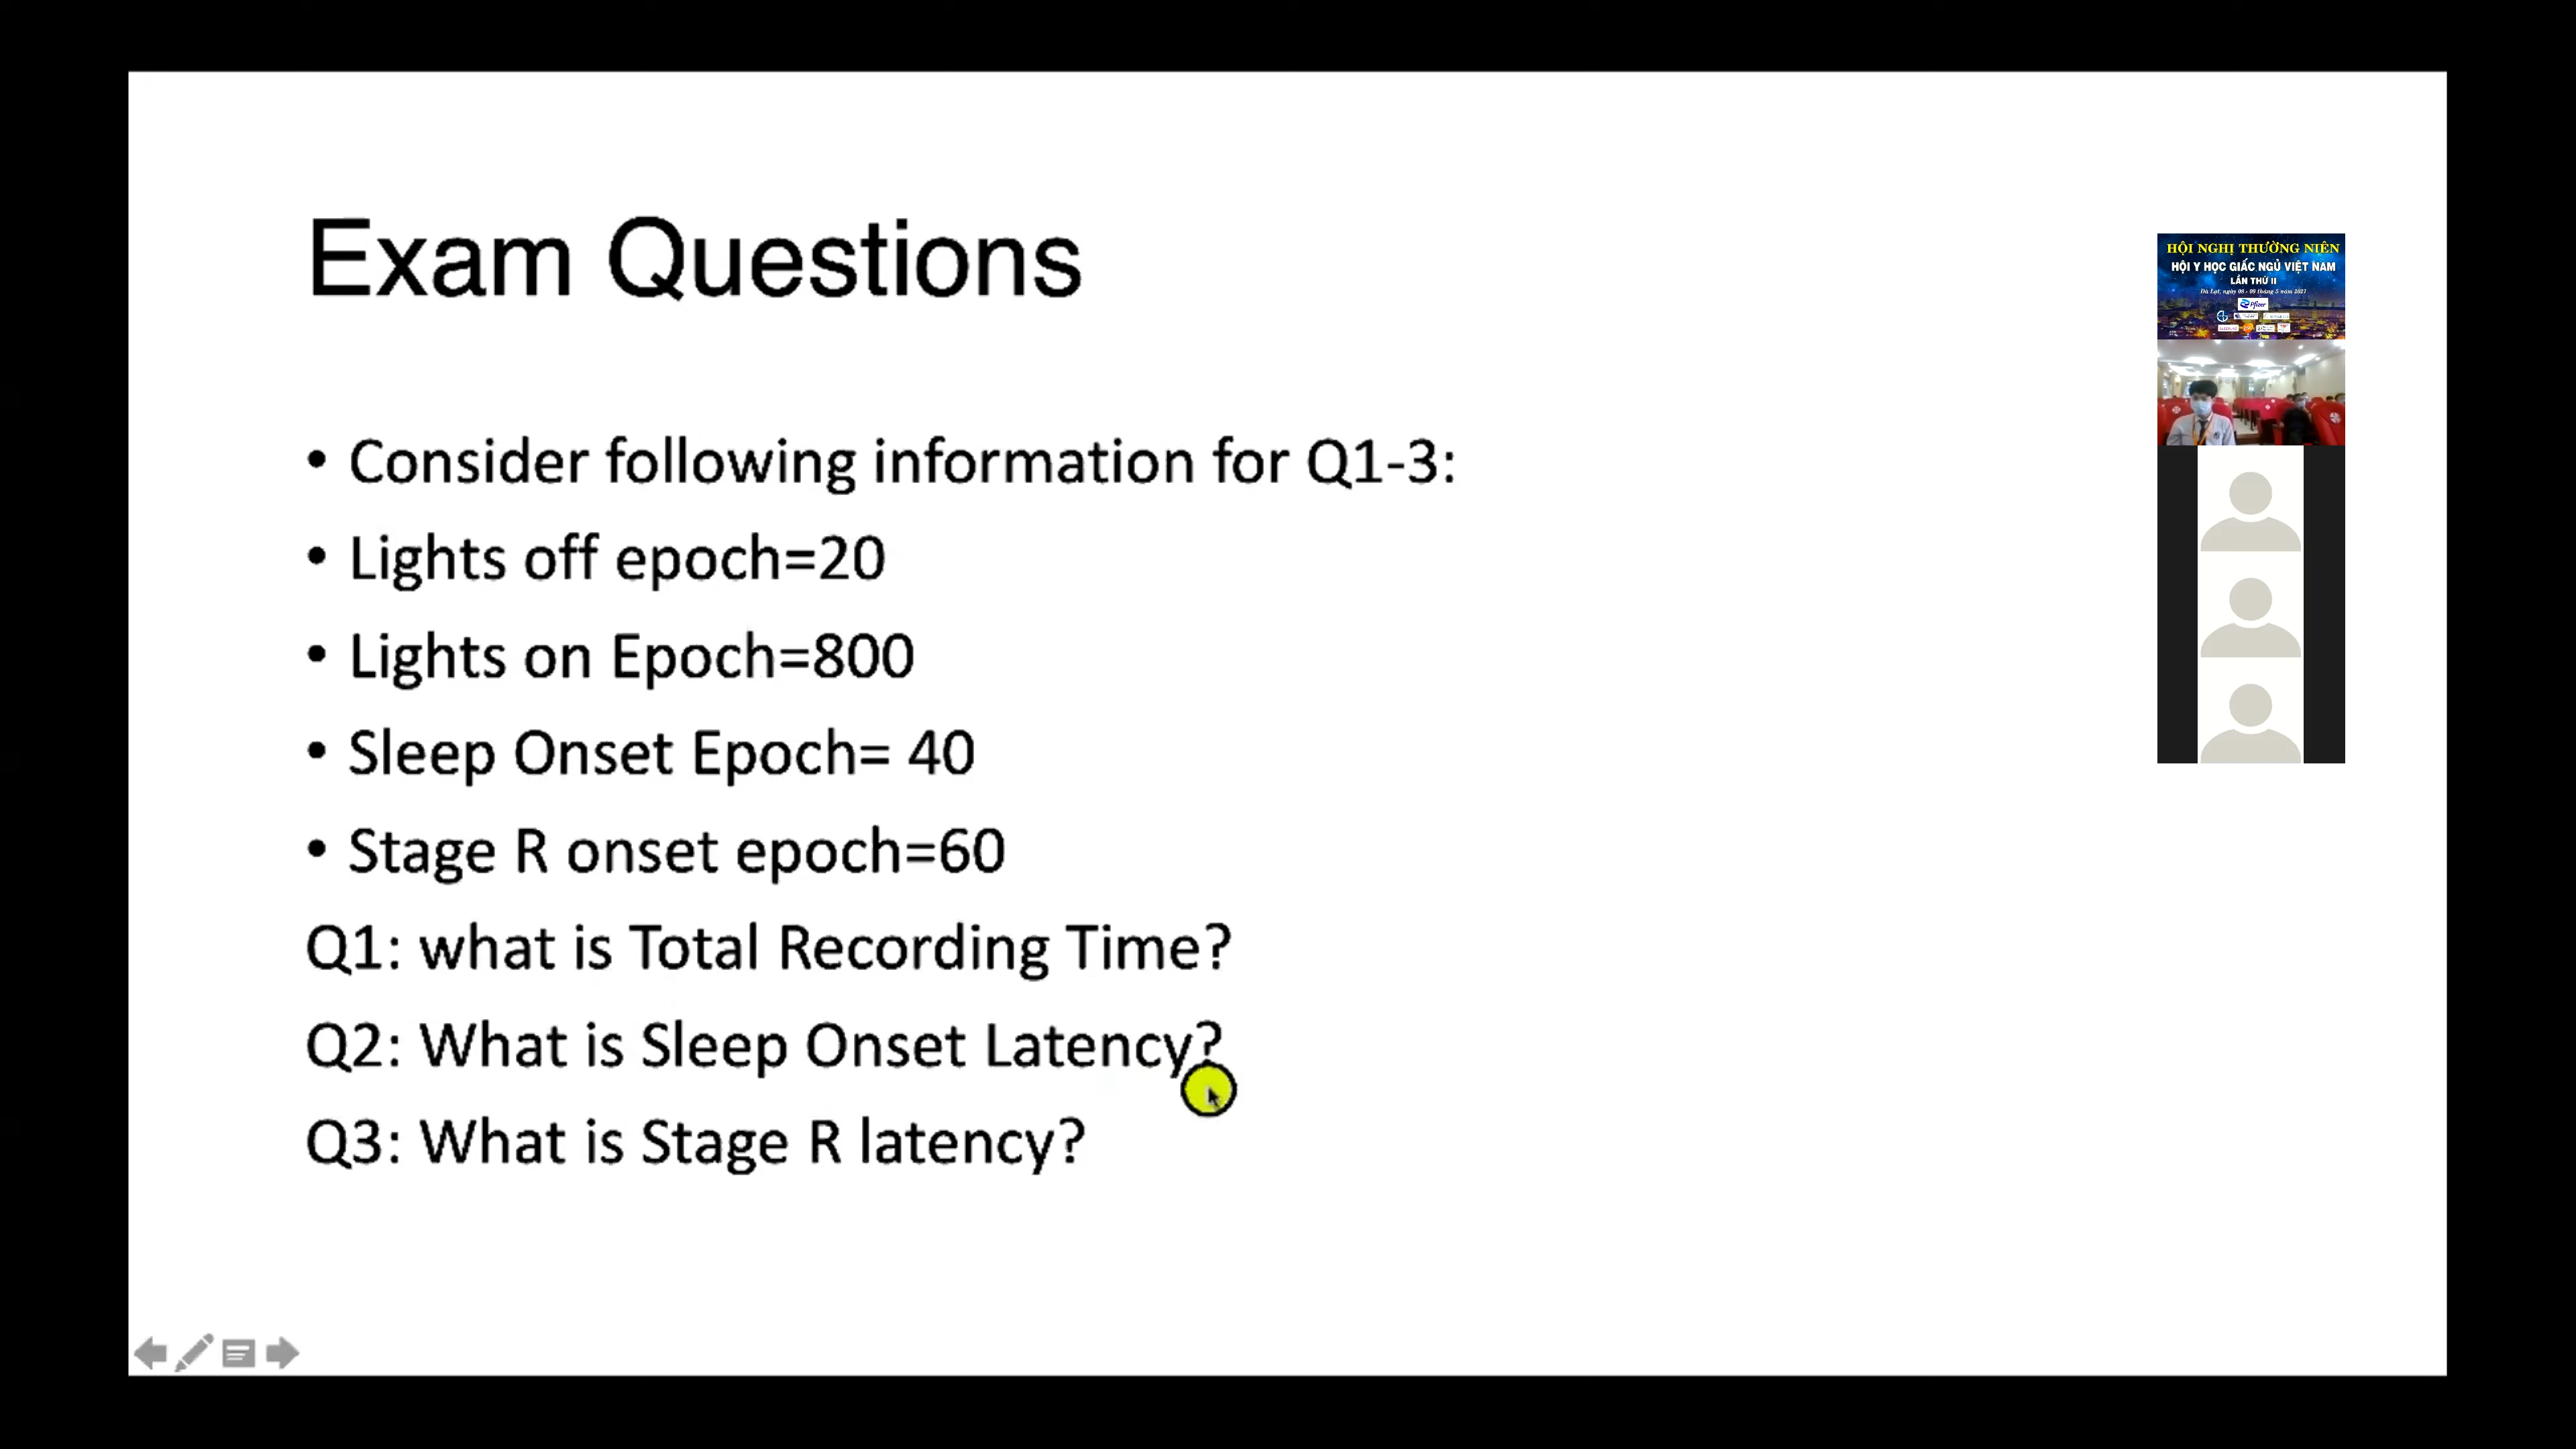 Exam Questions
• Consider following information for Q1-3:
• Lights off epoch=20
• Lights on Epoch=800
• Sleep Onset Epoch= 40
• Stage R onset epoch=60
Q1: what is Total Recording Time?
Q2: What is Sleep Onset Latency?
Q3: What is Stage R latency?
HỘI NGHỊ THƯỜNG NIÊN
HỘI Y HỌC GIẤC NGỦ VIỆT NAM
LẦN THỨ II
Pfizer